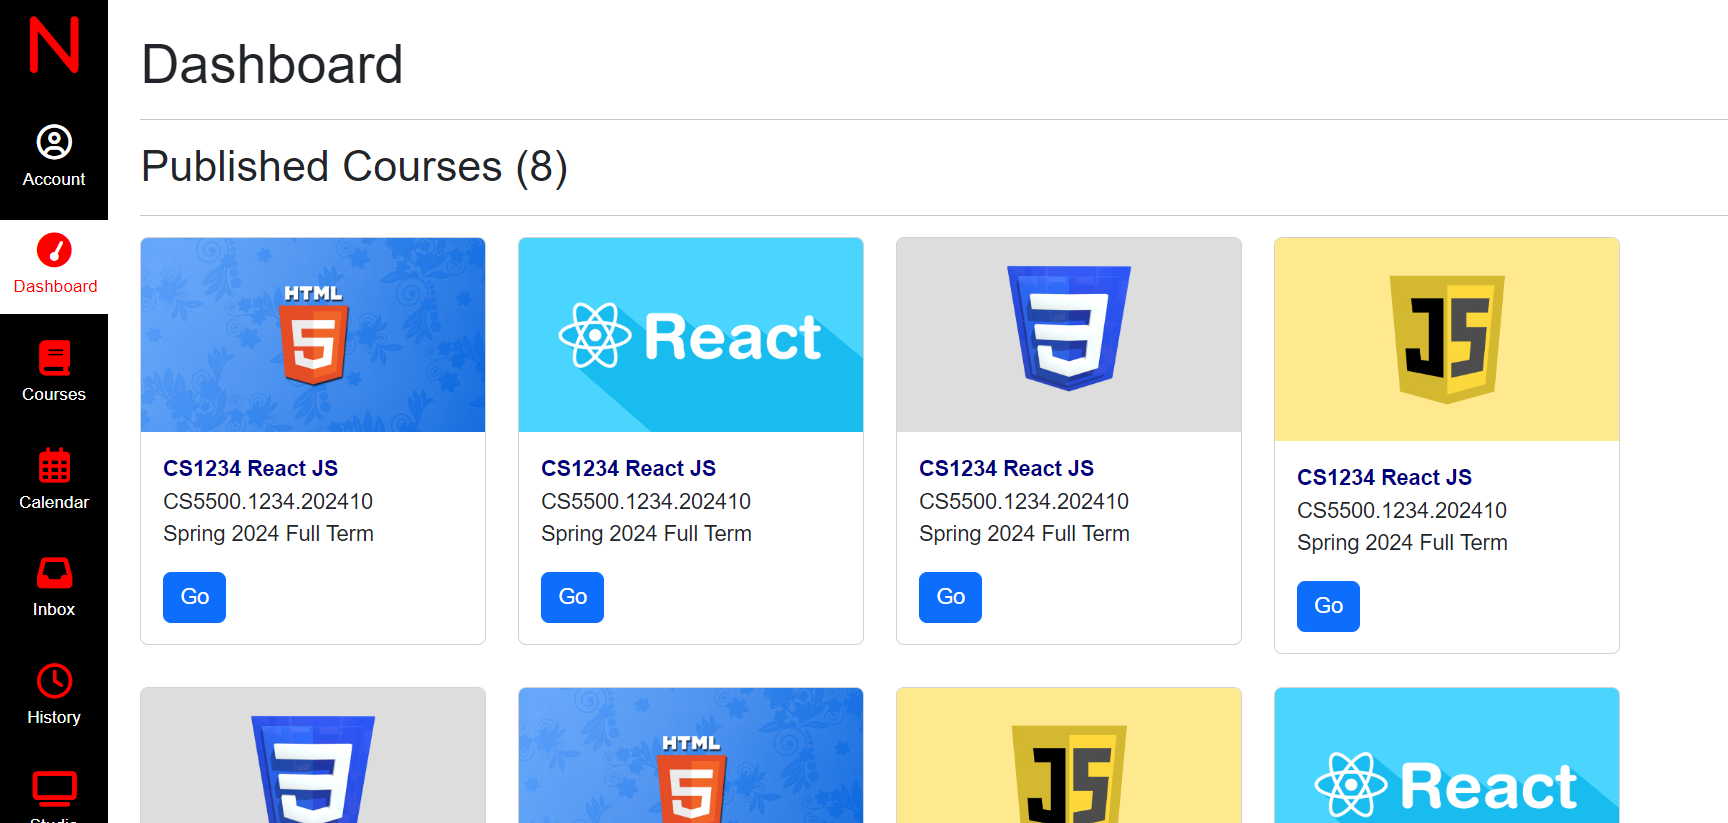 N
Account
Dashboard
Courses
Calendar
Inbox
History
Studio
Dashboard
Published Courses (8)
HTML
5
CS1234 React JS
CS5500.1234.202410
Spring 2024 Full Term
Go
React
CS1234 React JS
CS5500.1234.202410
Spring 2024 Full Term
Go
3
CS1234 React JS
CS5500.1234.202410
Spring 2024 Full Term
Go
JS
CS1234 React JS
CS5500.1234.202410
Spring 2024 Full Term
Go
3
HTML
5
JS
React